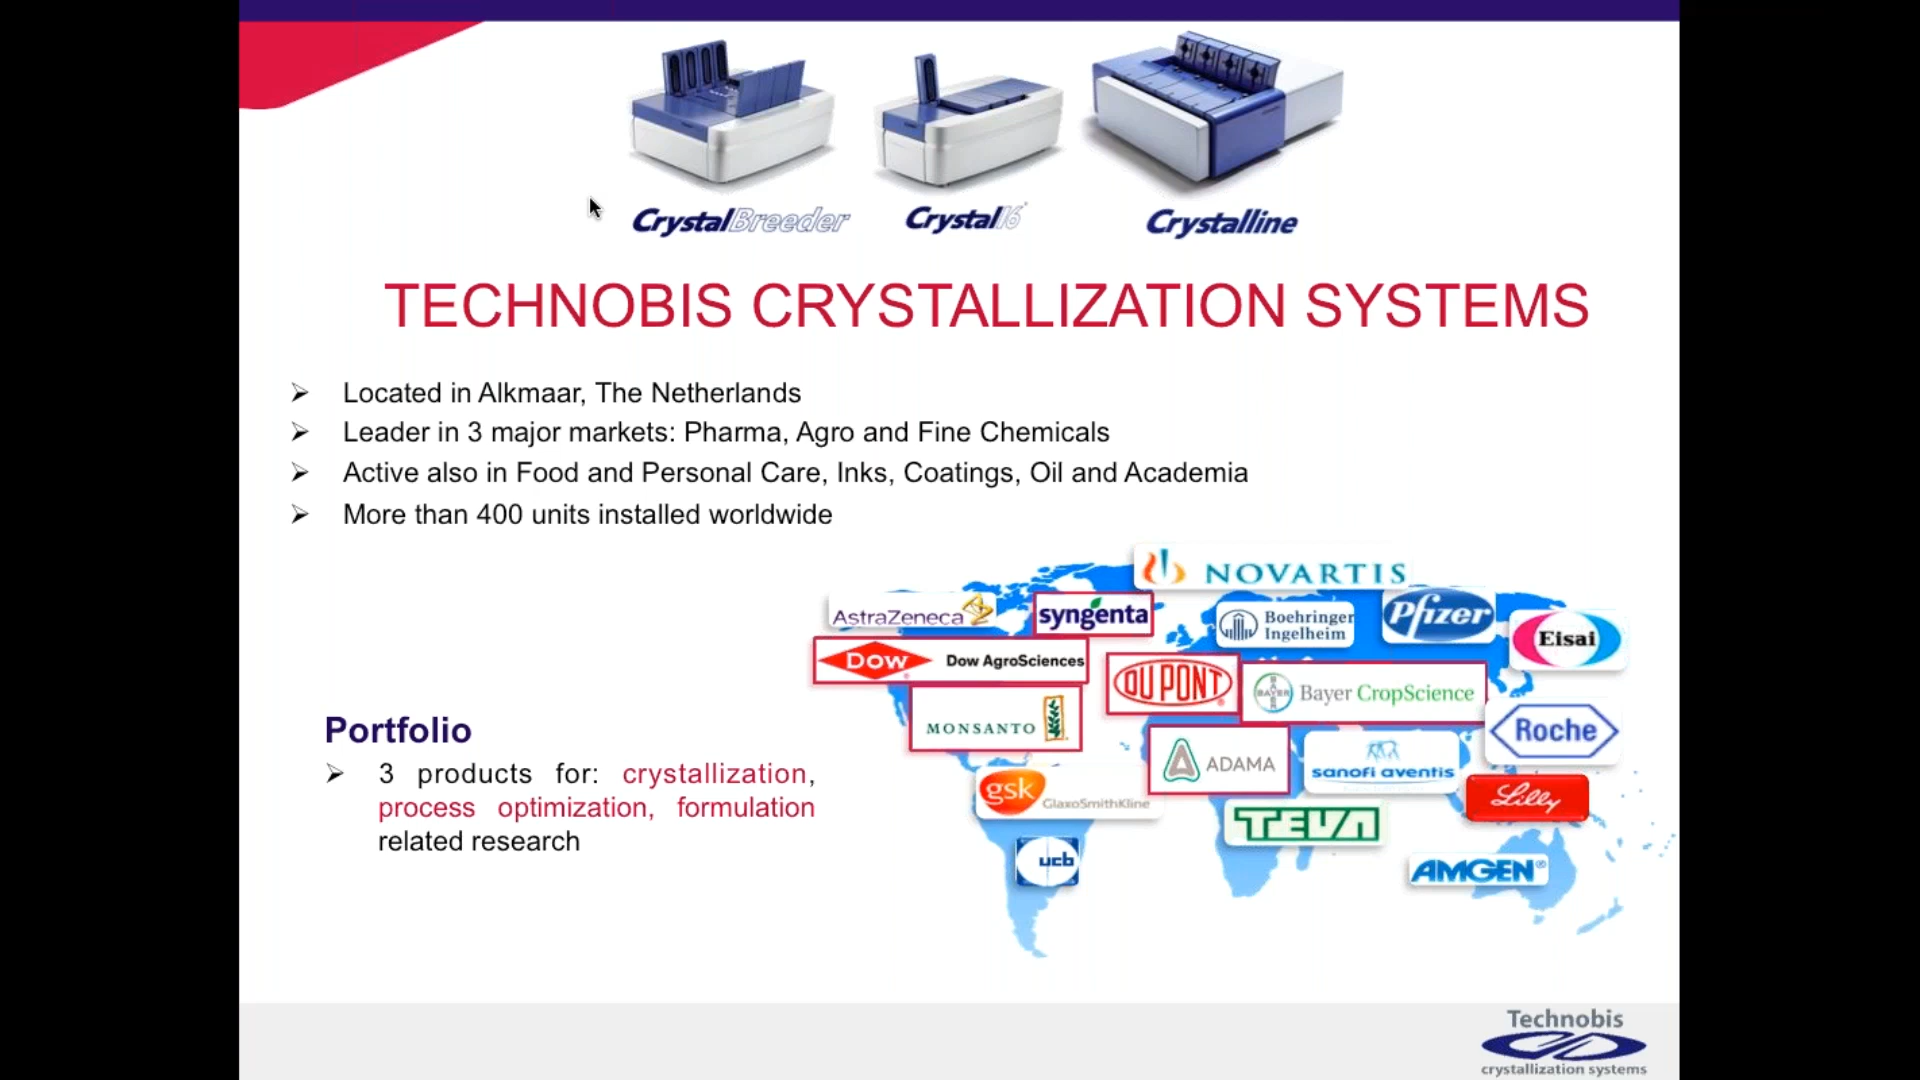 CrystalBreeder
Crystal16
Crystalline
TECHNOBIS CRYSTALLIZATION SYSTEMS
Located in Alkmaar, The Netherlands
Leader in 3 major markets: Pharma, Agro and Fine Chemicals
Active also in Food and Personal Care, Inks, Coatings, Oil and Academia
More than 400 units installed worldwide
NOVARTIS
AstraZeneca
syngenta
Boehringer
Ingelheim
Pfizer
Eisai
Dow
Dow AgroSciences
DUPONT®
BAYER
Bayer CropScience
MONSANTO
Roche
ADAMA
sanofi aventis
gsk
GlaxoSmithKline
Lilly
TEVA
ucb
AMGEN®
Portfolio
3 products for: crystallization,
process optimization, formulation
related research
Technobis
crystallization systems